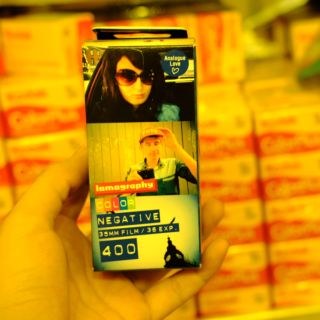 Analogue
Love
lomography
COLOR
NEGATIVE
35MM FILM / 36 EXP.
400